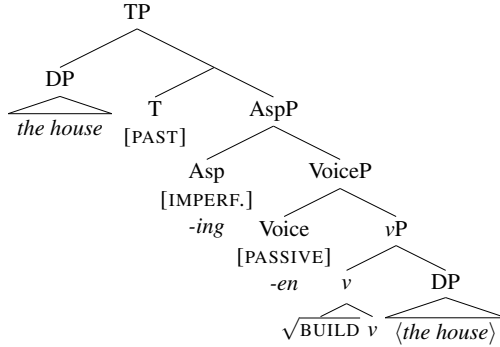 TP
DP
the house
T
[PAST]
AspP
Asp
[IMPERF.]
-ing
VoiceP
Voice
[PASSIVE]
-en
vP
v
√BUILD v
DP
⟨the house⟩